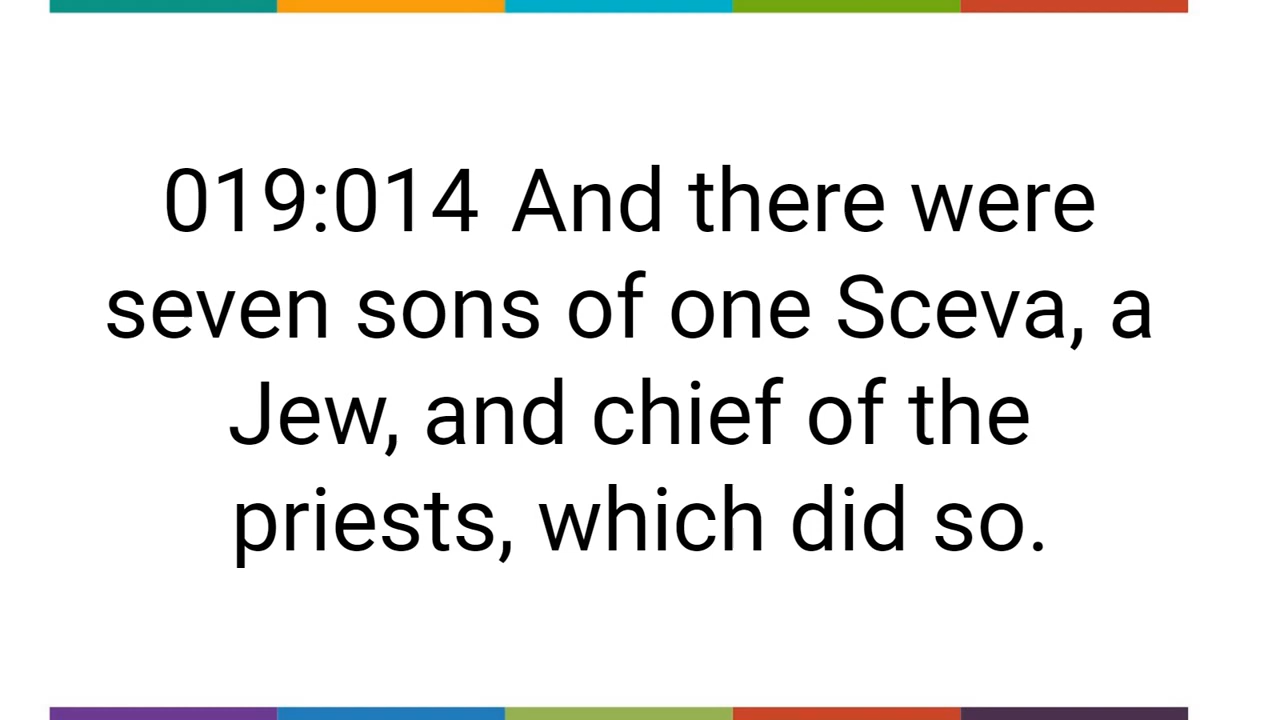 019:014 And there were
seven sons of one Sceva, a
Jew, and chief of the
priests, which did so.